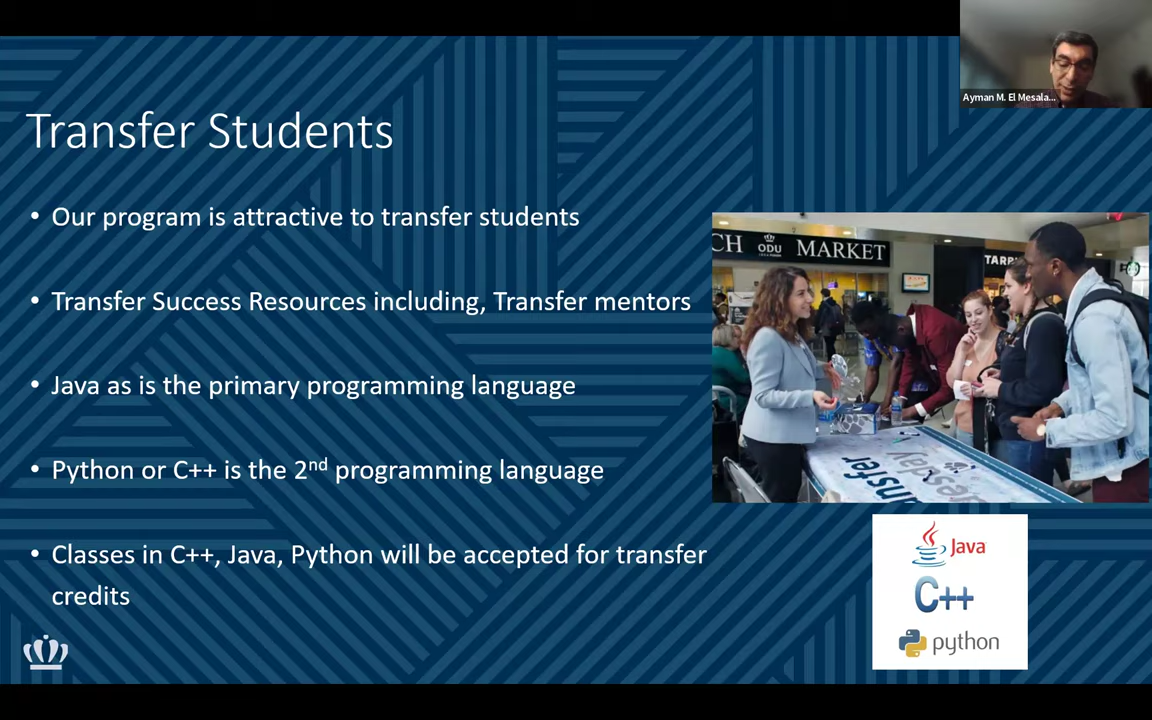 Ayman M. El Mesala...
Transfer Students
• Our program is attractive to transfer students
• Transfer Success Resources including, Transfer mentors
• Java as is the primary programming language
• Python or C++ is the 2nd programming language
• Classes in C++, Java, Python will be accepted for transfer
credits
CH ODU MARKET
STARB
Java
C++
python